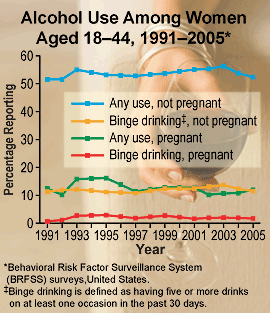 Alcohol Use Among Women
Aged 18–44, 1991–2005*
Percentage Reporting
60
50
40
30
20
10
0
Any use, not pregnant
Binge drinking‡, not pregnant
Any use, pregnant
Binge drinking, pregnant
1991 1993 1995 1997 1999 2001 2003 2005
Year
*Behavioral Risk Factor Surveillance System
(BRFSS) surveys,United States.
‡Binge drinking is defined as having five or more drinks
on at least one occasion in the past 30 days.